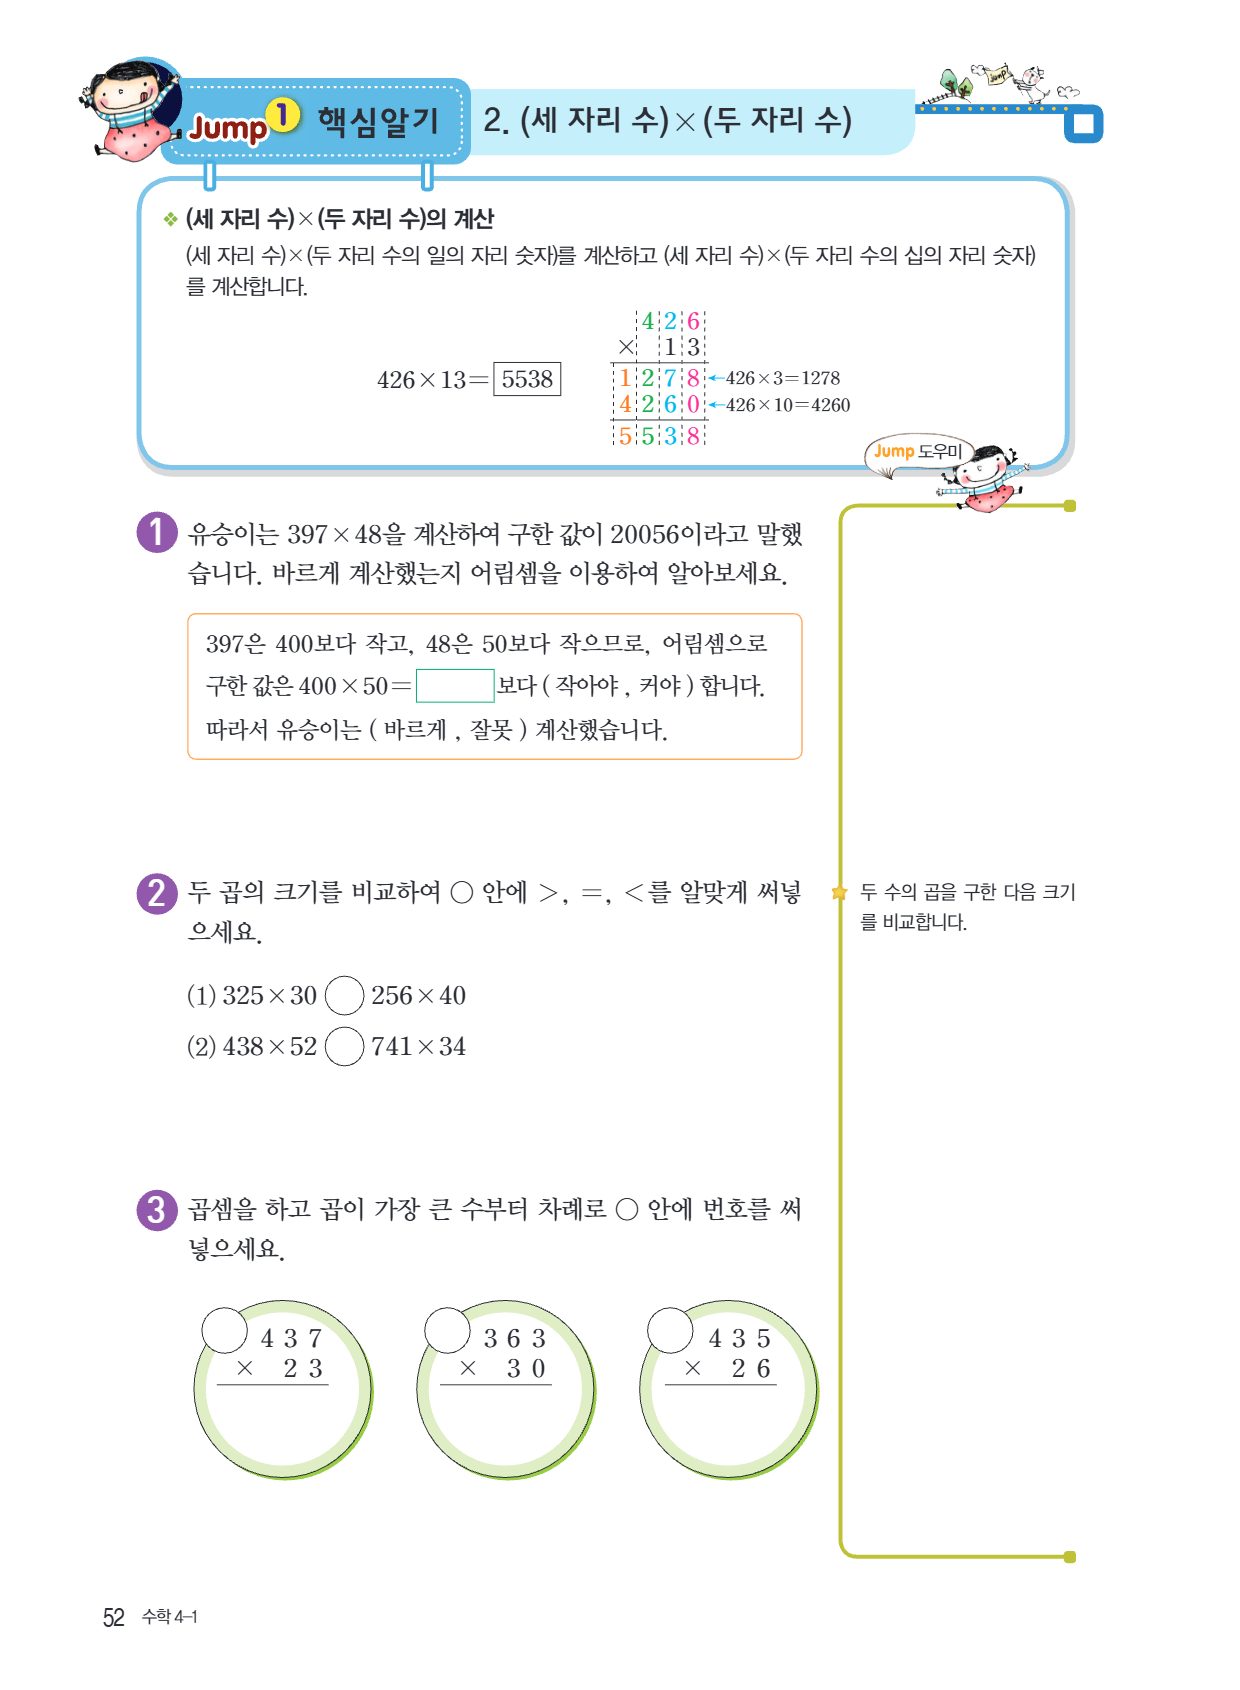 Jump 1 핵심알기 2. (세 자리 수)×(두 자리 수)
Jump
❖ (세 자리 수)×(두 자리 수)의 계산
(세 자리 수)×(두 자리 수의 일의 자리 숫자)를 계산하고 (세 자리 수)×(두 자리 수의 십의 자리 숫자)
를 계산합니다.
4 2 6
× 1 3
426×13= 5538
1 2 7 8 ←426×3=1278
4 2 6 0 ←426×10=4260
5 5 3 8
Jump 도우미
1 유승이는 397×48을 계산하여 구한 값이 20056이라고 말했
습니다. 바르게 계산했는지 어림셈을 이용하여 알아보세요.
397은 400보다 작고, 48은 50보다 작으므로, 어림셈으로
구한 값은 400×50= 보다 ( 작아야 , 커야 ) 합니다.
따라서 유승이는 ( 바르게 , 잘못 ) 계산했습니다.
2 두 곱의 크기를 비교하여 ○ 안에 >, =, <를 알맞게 써넣
으세요.
두 수의 곱을 구한 다음 크기
를 비교합니다.
(1) 325×30 ○ 256×40
(2) 438×52 ○ 741×34
3 곱셈을 하고 곱이 가장 큰 수부터 차례로 ○ 안에 번호를 써
넣으세요.
4 3 7
× 2 3
3 6 3
× 3 0
4 3 5
× 2 6
52 수학 4-1